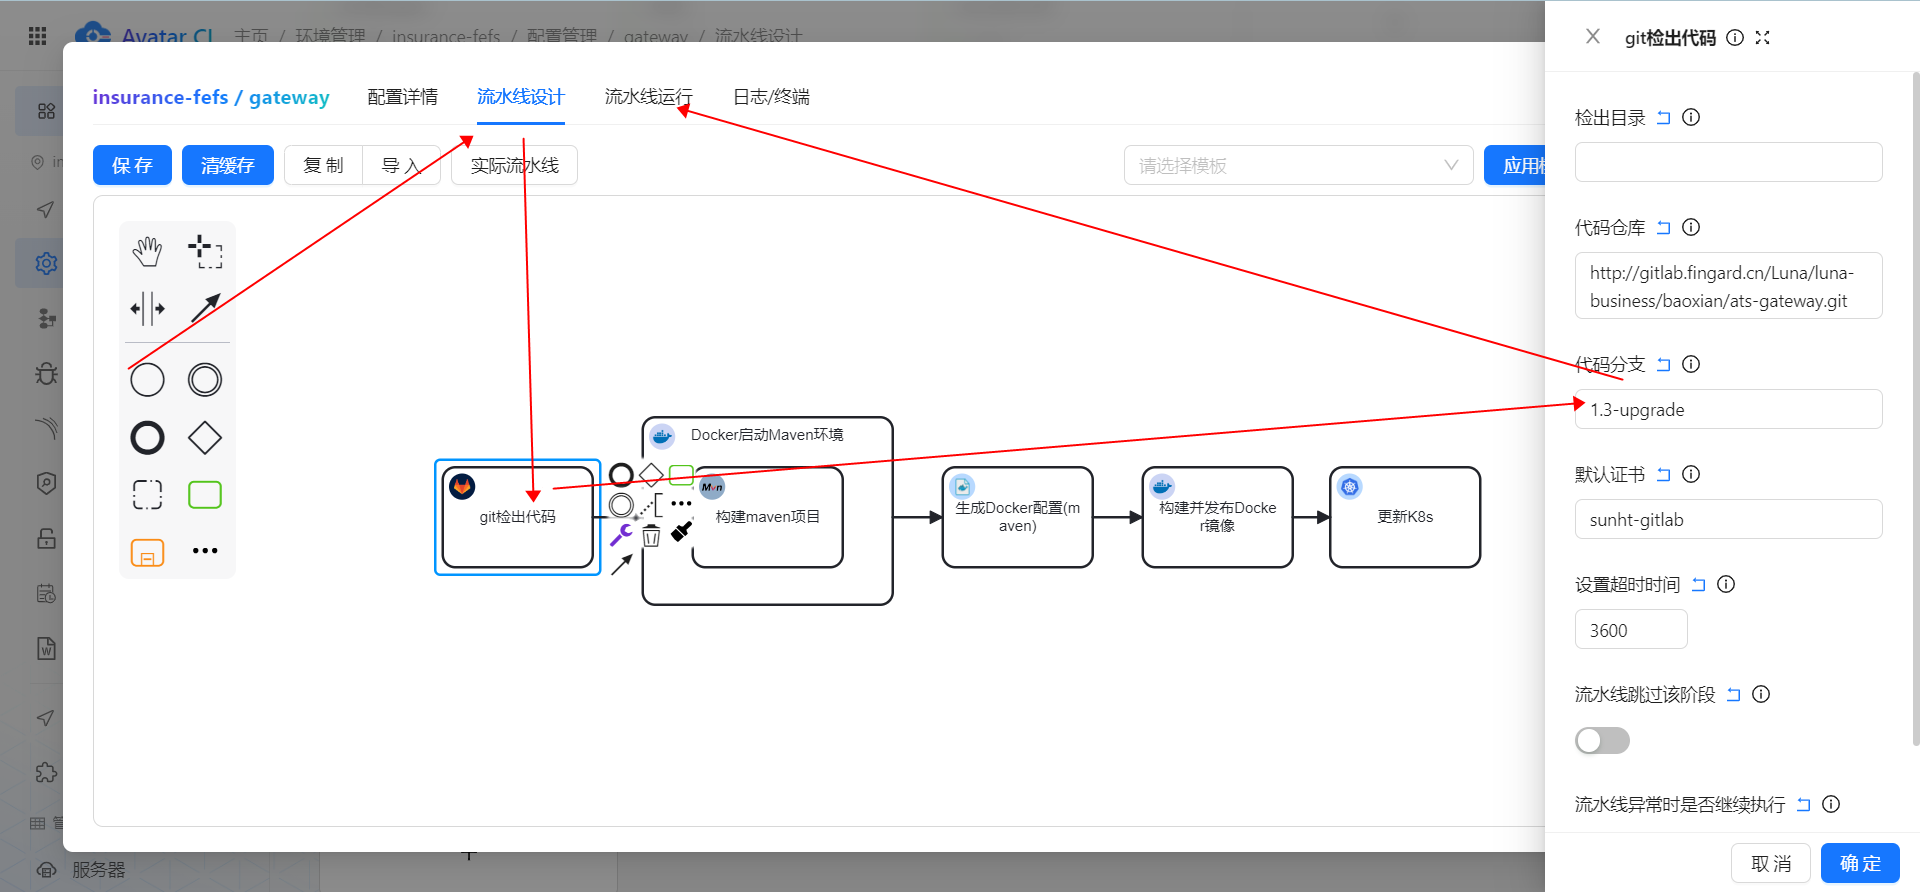 Avatar CI 主页 / 环境管理 / insurance-fefs / 配置管理 / gateway / 流水线设计
insurance-fefs / gateway 配置详情 流水线设计 流水线运行 日志/终端
保存 清缓存 复制 导入 实际流水线 请选择模板
in
Docker启动Maven环境
git检出代码
Mvn
构建maven项目
生成Docker配置(m
aven)
构建并发布Docke
r镜像
更新K8s
服务器
git检出代码
检出目录
代码仓库
http://gitlab.fingard.cn/Luna/luna-
business/baoxian/ats-gateway.git
代码分支
1.3-upgrade
默认证书
sunht-gitlab
设置超时时间
3600
流水线跳过该阶段
流水线异常时是否继续执行
取消 确定